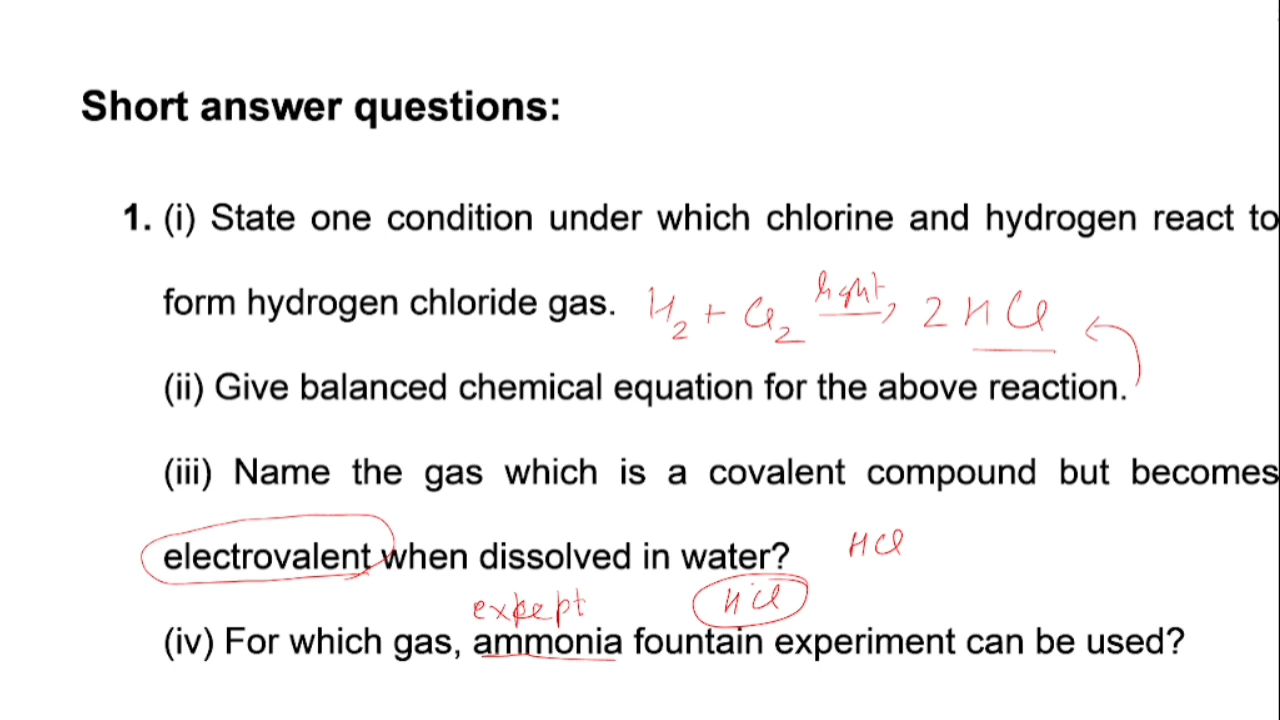 Short answer questions:
1. (i) State one condition under which chlorine and hydrogen react to
form hydrogen chloride gas. H2 + Cl2 light, 2 HCl
(ii) Give balanced chemical equation for the above reaction.
(iii) Name the gas which is a covalent compound but becomes
electrovalent when dissolved in water? HCl
expept HCl
(iv) For which gas, ammonia fountain experiment can be used?